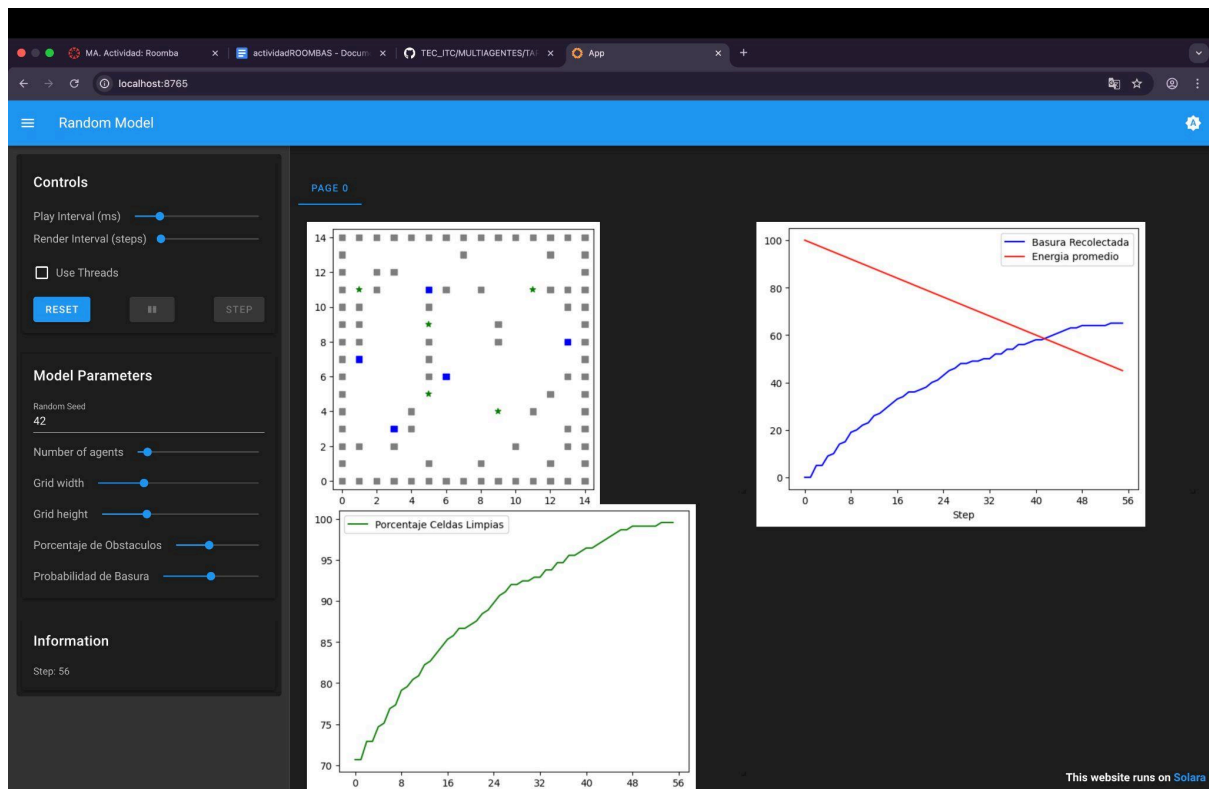 MA. Actividad: Roomba
actividadROOMBAS - Docum
TEC_ITC/MULTIAGENTES/TA
App
localhost:8765
Random Model
Controls
Play Interval (ms)
Render Interval (steps)
Use Threads
RESET
STEP
Model Parameters
Random Seed
42
Number of agents
Grid width
Grid height
Porcentaje de Obstaculos
Probabilidad de Basura
Information
Step: 56
PAGE 0
14
12
10
8
6
4
2
0
0 2 4 6 8 10 12 14
Basura Recolectada
Energia promedio
100
80
60
40
20
0
0 8 16 24 32 40 48 56
Step
Porcentaje Celdas Limpias
100
95
90
85
80
75
70
0 8 16 24 32 40 48 56
This website runs on Solara